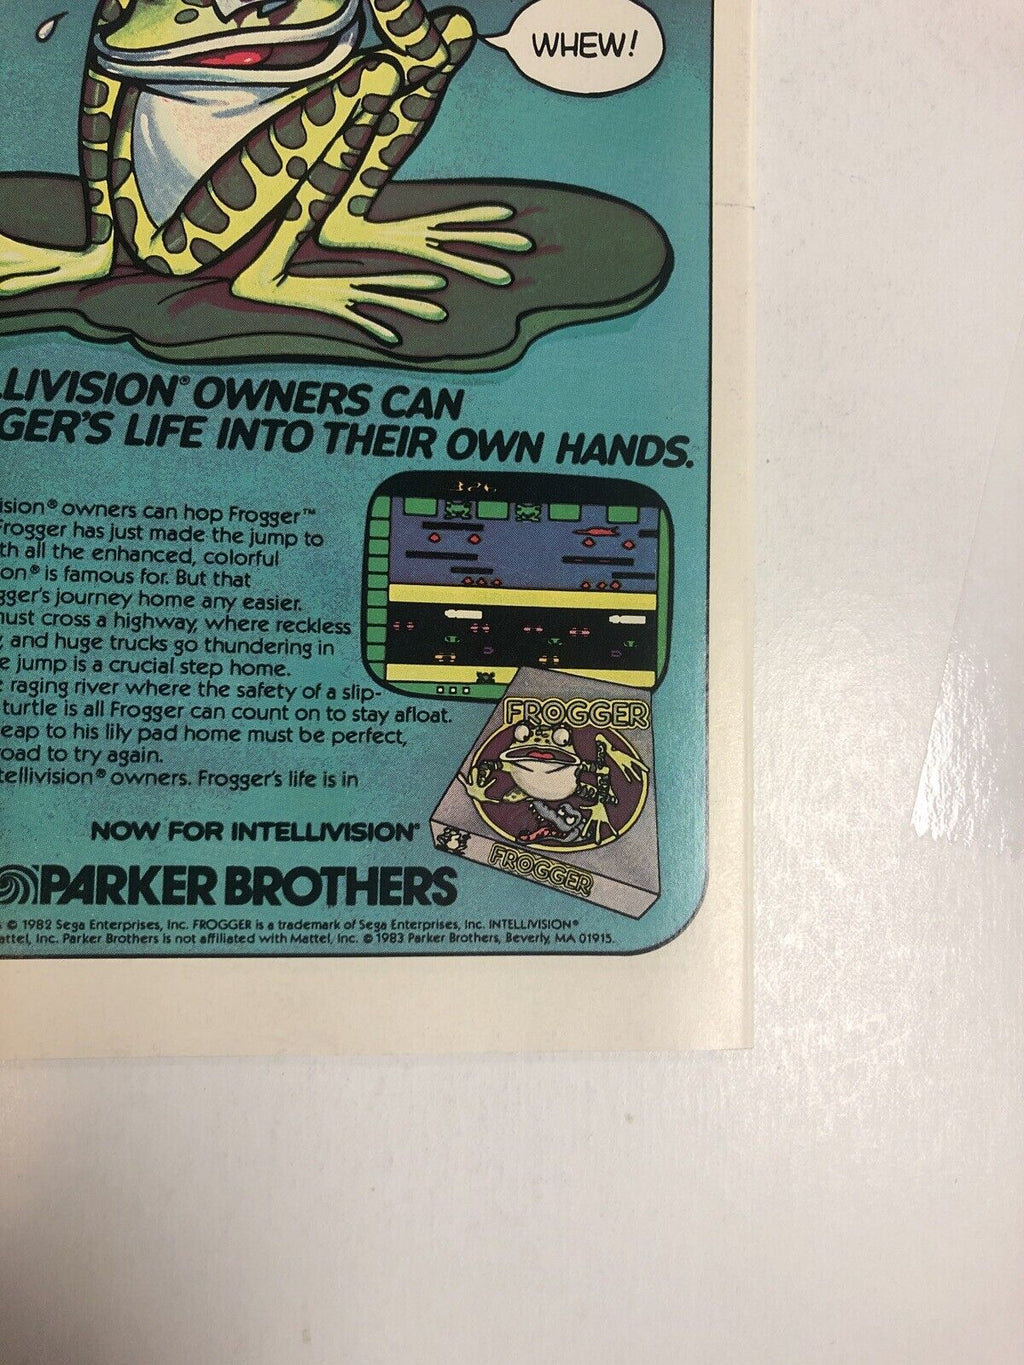 WHEW!
LLIVISION® OWNERS CAN
GER'S LIFE INTO THEIR OWN HANDS.
ision® owners can hop Frogger™
Frogger has just made the jump to
th all the enhanced, colorful
on® is famous for. But that
gger's journey home any easier.
must cross a highway, where reckless
, and huge trucks go thundering in
e jump is a crucial step home.
e raging river where the safety of a slip-
turtle is all Frogger can count on to stay afloat.
eap to his lily pad home must be perfect,
road to try again.
tellivision® owners. Frogger's life is in
FROGGER
FROGGER
NOW FOR INTELLIVISION®
PARKER BROTHERS
© 1982 Sega Enterprises, Inc. FROGGER is a trademark of Sega Enterprises, Inc. INTELLIVISION®
attel, Inc. Parker Brothers is not affiliated with Mattel, Inc. © 1983 Parker Brothers, Beverly, MA 01915.